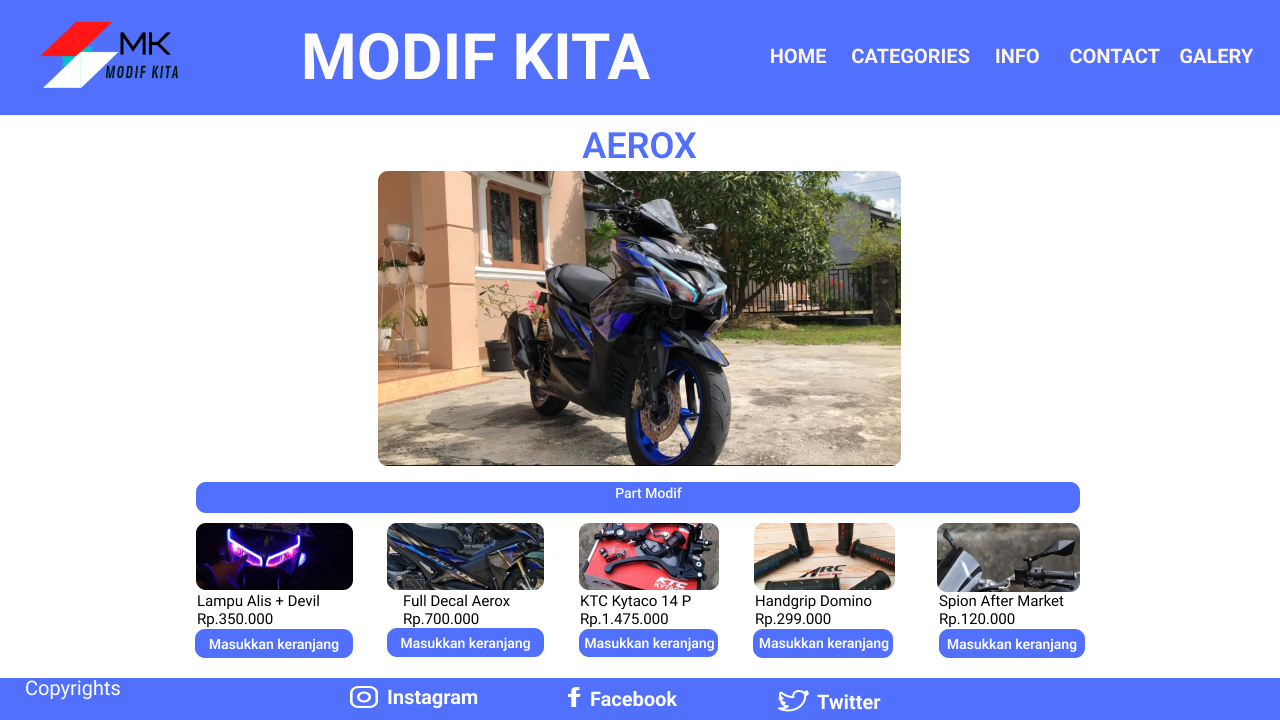 MK
MODIF KITA
MODIF KITA
HOME CATEGORIES INFO CONTACT GALERY
AEROX
Part Modif
ARC
KTC
KYTACO
Lampu Alis + Devil
Rp.350.000
Masukkan keranjang
Full Decal Aerox
Rp.700.000
Masukkan keranjang
KTC Kytaco 14 P
Rp.1.475.000
Masukkan keranjang
Handgrip Domino
Rp.299.000
Masukkan keranjang
Spion After Market
Rp.120.000
Masukkan keranjang
Copyrights
Instagram
Facebook
Twitter